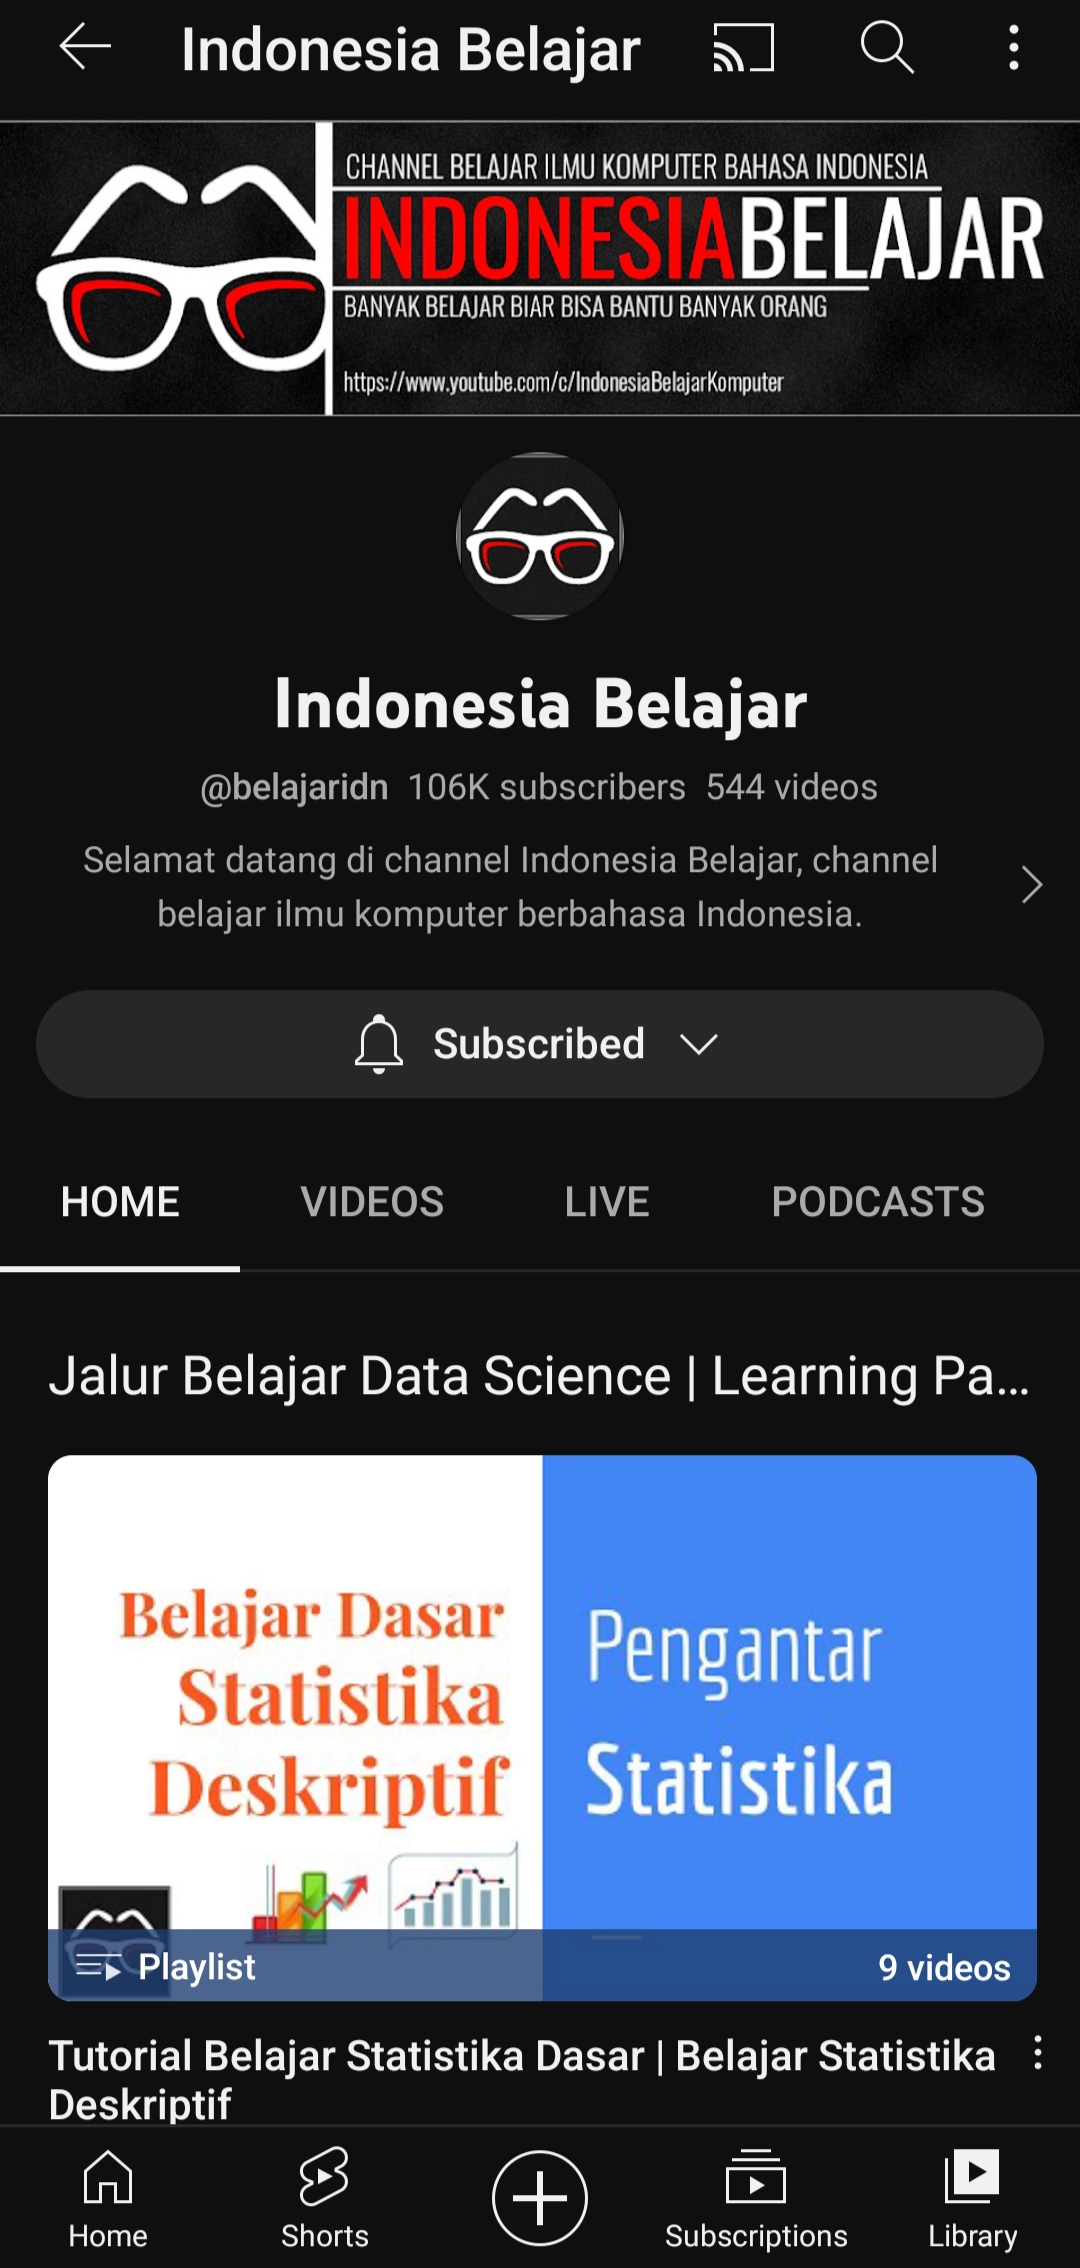 Indonesia Belajar
CHANNEL BELAJAR ILMU KOMPUTER BAHASA INDONESIA
INDONESIABELAJAR
BANYAK BELAJAR BIAR BISA BANTU BANYAK ORANG
https://www.youtube.com/c/IndonesiaBelajarKomputer
Indonesia Belajar
@belajaridn 106K subscribers 544 videos
Selamat datang di channel Indonesia Belajar, channel
belajar ilmu komputer berbahasa Indonesia.
Subscribed
HOME VIDEOS LIVE PODCASTS
Jalur Belajar Data Science | Learning Pa...
Belajar Dasar
Statistika
Deskriptif
Pengantar
Statistika
Playlist 9 videos
Tutorial Belajar Statistika Dasar | Belajar Statistika
Deskriptif
Home Shorts Subscriptions Library